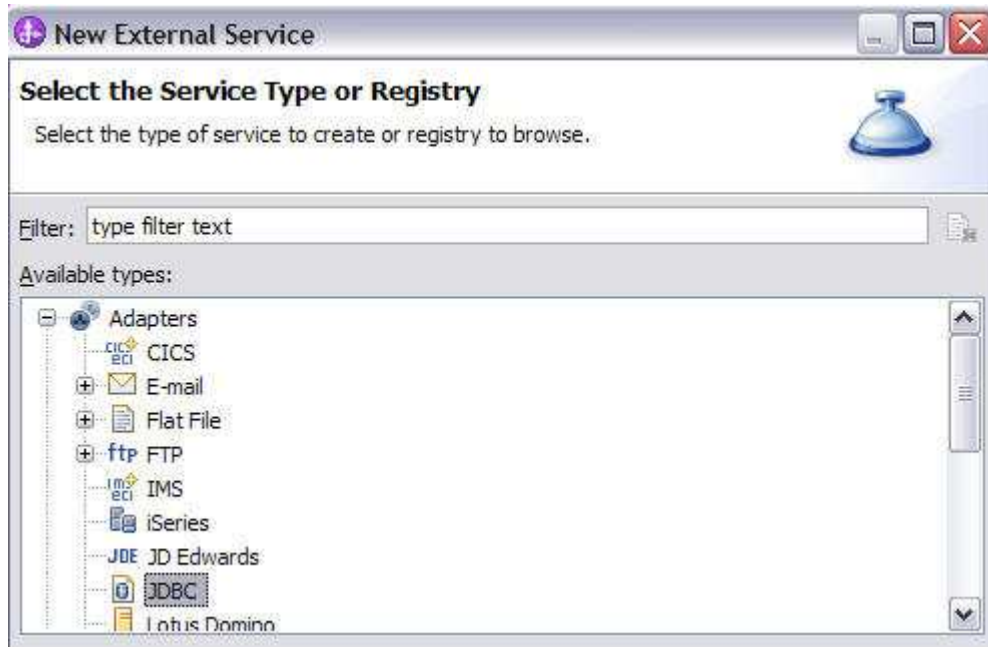 New External Service
Select the Service Type or Registry
Select the type of service to create or registry to browse.
Filter: type filter text
Available types:
Adapters
CICS
E-mail
Flat File
ftp FTP
IMS
iSeries
JDE JD Edwards
JDBC
Lotus Domino